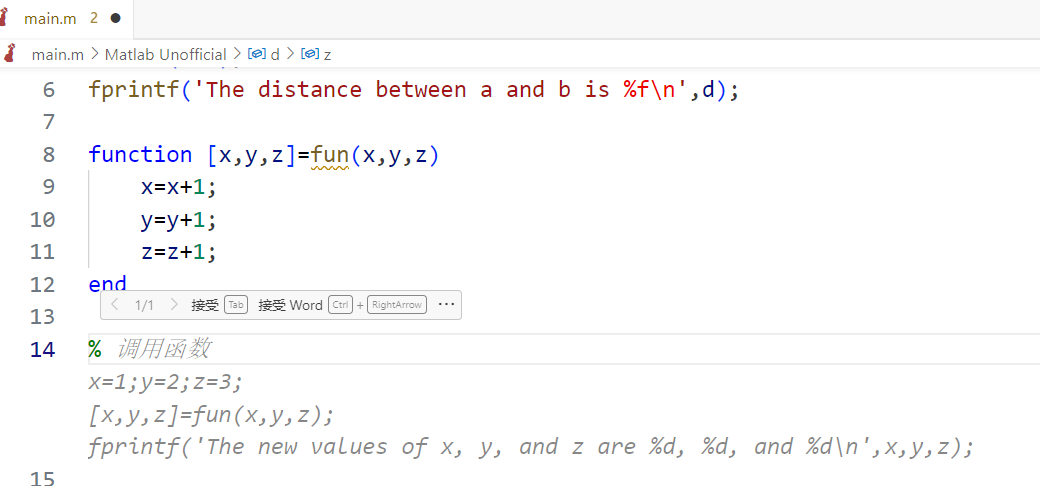 main.m 2 ●
main.m > Matlab Unofficial > d > z
6 fprintf('The distance between a and b is %f\n',d);
7
8 function [x,y,z]=fun(x,y,z)
9 x=x+1;
10 y=y+1;
11 z=z+1;
12 end
< 1/1 > 接受 Tab 接受 Word Ctrl + RightArrow ···
13
14 % 调用函数
x=1;y=2;z=3;
[x,y,z]=fun(x,y,z);
fprintf('The new values of x, y, and z are %d, %d, and %d\n',x,y,z);
15